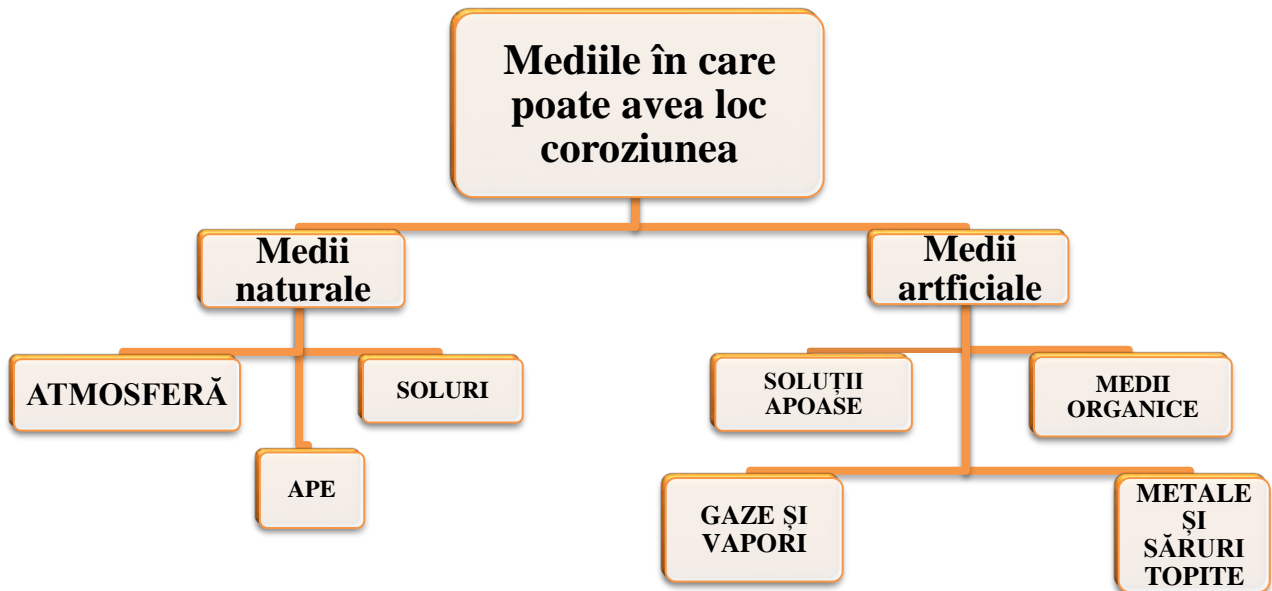 Mediile în care
poate avea loc
coroziunea
Medii
naturale
Medii
artficiale
ATMOSFERĂ
SOLURI
APE
SOLUȚII
APOASE
MEDII
ORGANICE
GAZE ȘI
VAPORI
METALE
ȘI
SĂRURI
TOPITE